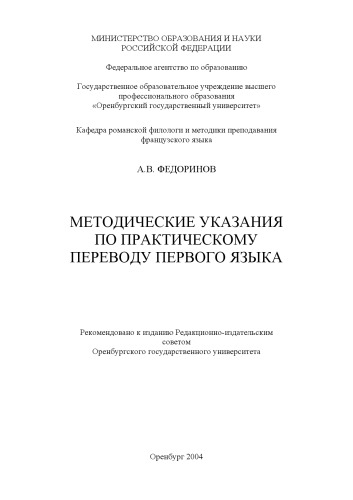 МИНИСТЕРСТВО ОБРАЗОВАНИЯ И НАУКИ
РОССИЙСКОЙ ФЕДЕРАЦИИ
Федеральное агентство по образованию
Государственное образовательное учреждение высшего
профессионального образования
«Оренбургский государственный университет»
Кафедра романской филологи и методики преподавания
французского языка
А.В. ФЕДОРИНОВ
МЕТОДИЧЕСКИЕ УКАЗАНИЯ
ПО ПРАКТИЧЕСКОМУ
ПЕРЕВОДУ ПЕРВОГО ЯЗЫКА
Рекомендовано к изданию Редакционно-издательским
советом
Оренбургского государственного университета
Оренбург 2004